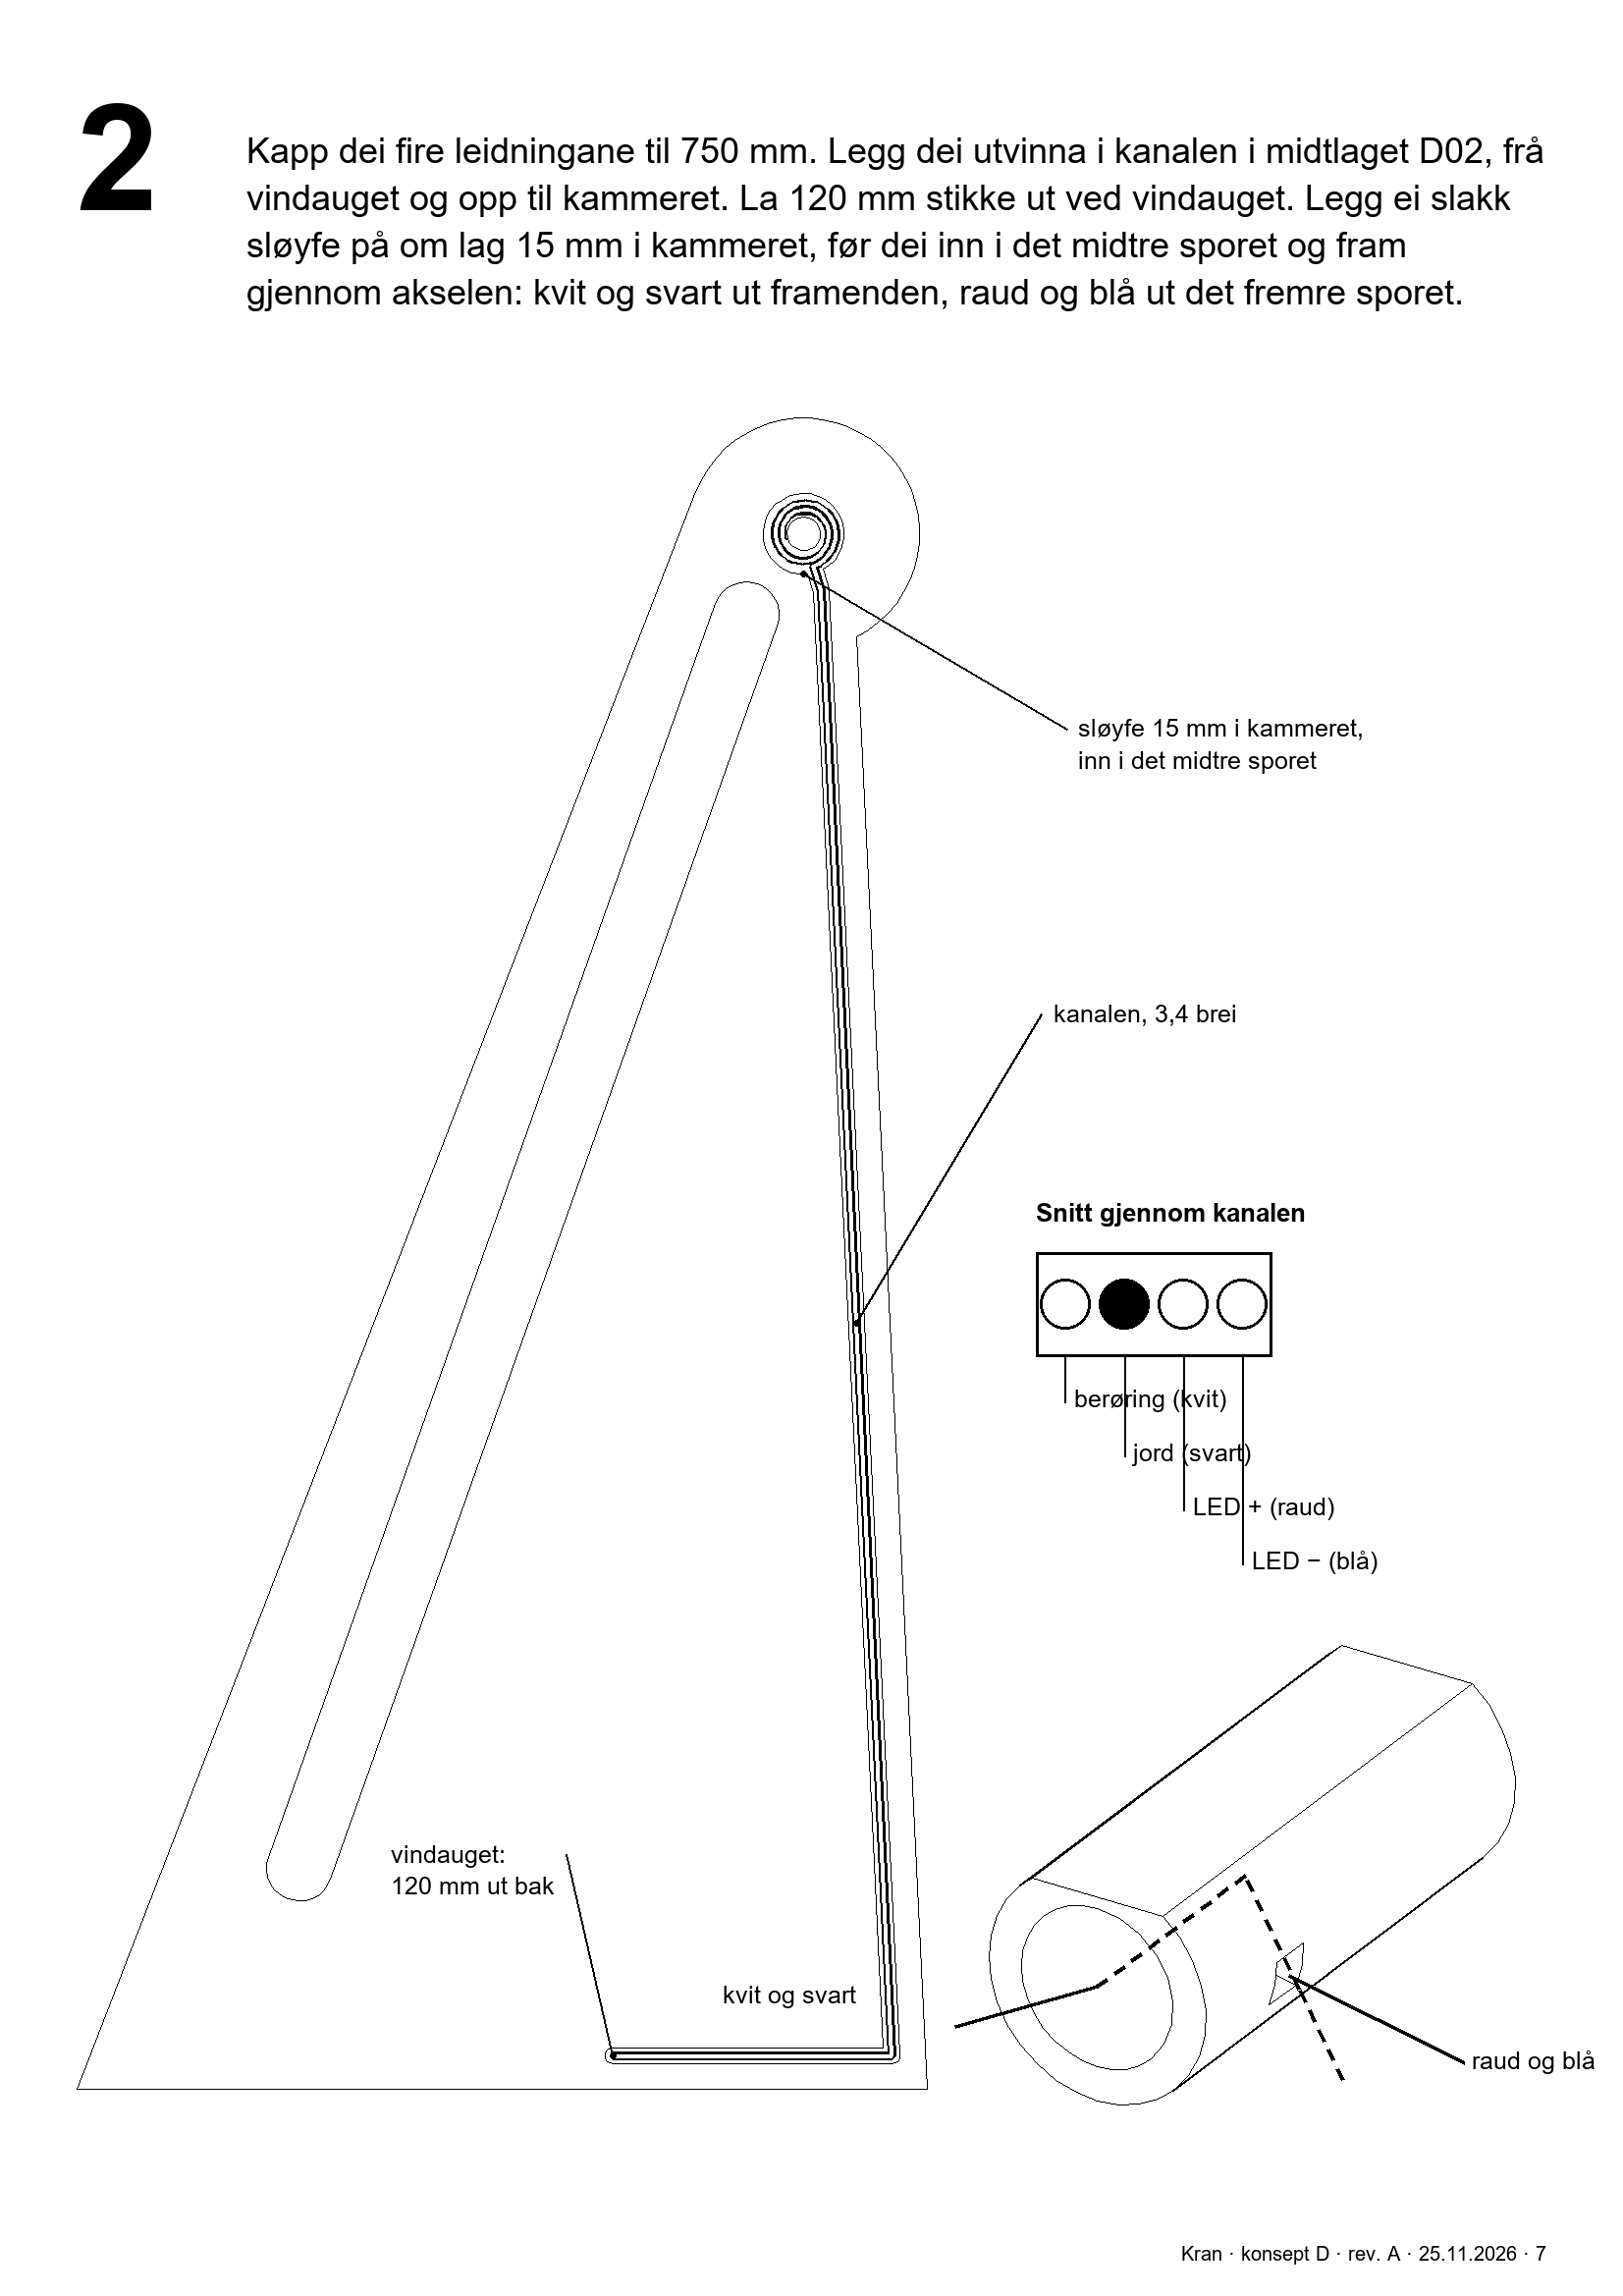 2
Kapp dei fire leidningane til 750 mm. Legg dei utvinna i kanalen i midtlaget D02, frå
vindauget og opp til kammeret. La 120 mm stikke ut ved vindauget. Legg ei slakk
sløyfe på om lag 15 mm i kammeret, før dei inn i det midtre sporet og fram
gjennom akselen: kvit og svart ut framenden, raud og blå ut det fremre sporet.
sløyfe 15 mm i kammeret,
inn i det midtre sporet
kanalen, 3,4 brei
Snitt gjennom kanalen
berøring (kvit)
jord (svart)
LED + (raud)
LED − (blå)
vindauget:
120 mm ut bak
kvit og svart
raud og blå
Kran · konsept D · rev. A · 25.11.2026 · 7